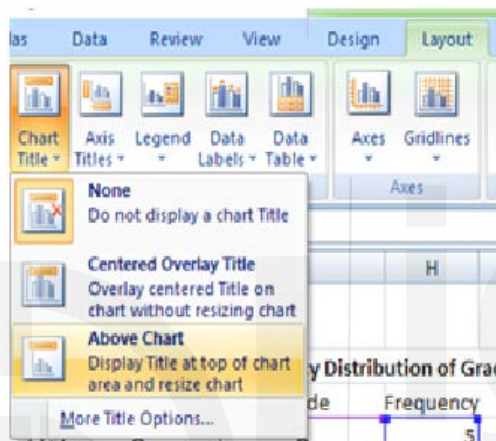 las Data Review View Design Layout
Chart Title Axis Titles Legend Data Labels Data Table Axes Gridlines
Axes
None
Do not display a chart Title
Centered Overlay Title
Overlay centered Title on
chart without resizing chart
H
Above Chart
Display Title at top of chart
area and resize chart
y Distribution of Gra
More Title Options...
de Frequency
5